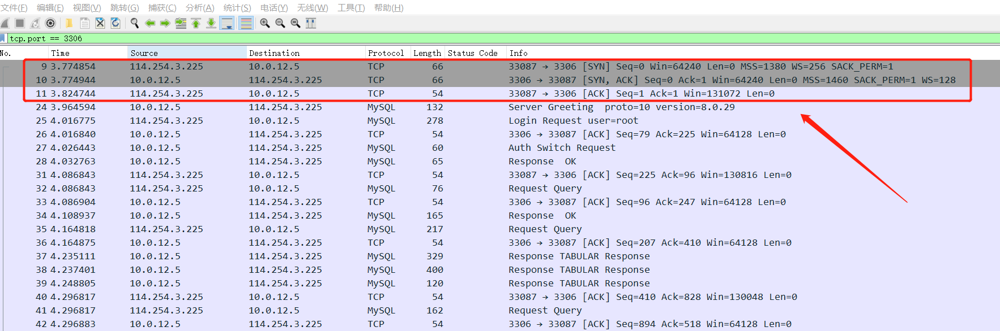 文件(F) 编辑(E) 视图(V) 跳转(G) 捕获(C) 分析(A) 统计(S) 电话(Y) 无线(W) 工具(T) 帮助(H)
tcp.port == 3306
No. Time Source Destination Protocol Length Status Code Info
9 3.774854 114.254.3.225 10.0.12.5 TCP 66 33087 → 3306 [SYN] Seq=0 Win=64240 Len=0 MSS=1380 WS=256 SACK_PERM=1
10 3.774944 10.0.12.5 114.254.3.225 TCP 66 3306 → 33087 [SYN, ACK] Seq=0 Ack=1 Win=64240 Len=0 MSS=1460 SACK_PERM=1 WS=128
11 3.824744 114.254.3.225 10.0.12.5 TCP 54 33087 → 3306 [ACK] Seq=1 Ack=1 Win=131072 Len=0
24 3.964594 10.0.12.5 114.254.3.225 MySQL 132 Server Greeting proto=10 version=8.0.29
25 4.016775 114.254.3.225 10.0.12.5 MySQL 278 Login Request user=root
26 4.016840 10.0.12.5 114.254.3.225 TCP 54 3306 → 33087 [ACK] Seq=79 Ack=225 Win=64128 Len=0
27 4.026443 10.0.12.5 114.254.3.225 MySQL 60 Auth Switch Request
28 4.032763 10.0.12.5 114.254.3.225 MySQL 65 Response OK
31 4.086843 114.254.3.225 10.0.12.5 TCP 54 33087 → 3306 [ACK] Seq=225 Ack=96 Win=130816 Len=0
32 4.086843 114.254.3.225 10.0.12.5 MySQL 76 Request Query
33 4.086904 10.0.12.5 114.254.3.225 TCP 54 3306 → 33087 [ACK] Seq=96 Ack=247 Win=64128 Len=0
34 4.108937 10.0.12.5 114.254.3.225 MySQL 165 Response OK
35 4.164818 114.254.3.225 10.0.12.5 MySQL 217 Request Query
36 4.164875 10.0.12.5 114.254.3.225 TCP 54 3306 → 33087 [ACK] Seq=207 Ack=410 Win=64128 Len=0
37 4.235111 10.0.12.5 114.254.3.225 MySQL 329 Response TABULAR Response
38 4.237401 10.0.12.5 114.254.3.225 MySQL 400 Response TABULAR Response
39 4.248805 10.0.12.5 114.254.3.225 MySQL 120 Response TABULAR Response
40 4.296817 114.254.3.225 10.0.12.5 TCP 54 33087 → 3306 [ACK] Seq=410 Ack=828 Win=130048 Len=0
41 4.296817 114.254.3.225 10.0.12.5 MySQL 162 Request Query
42 4.296883 10.0.12.5 114.254.3.225 TCP 54 3306 → 33087 [ACK] Seq=894 Ack=518 Win=64128 Len=0